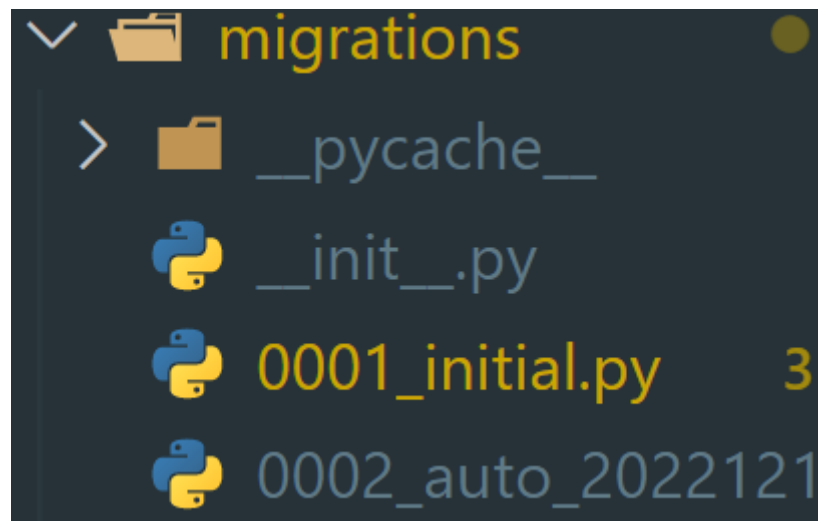 migrations
__pycache__
__init__.py
0001_initial.py 3
0002_auto_2022121